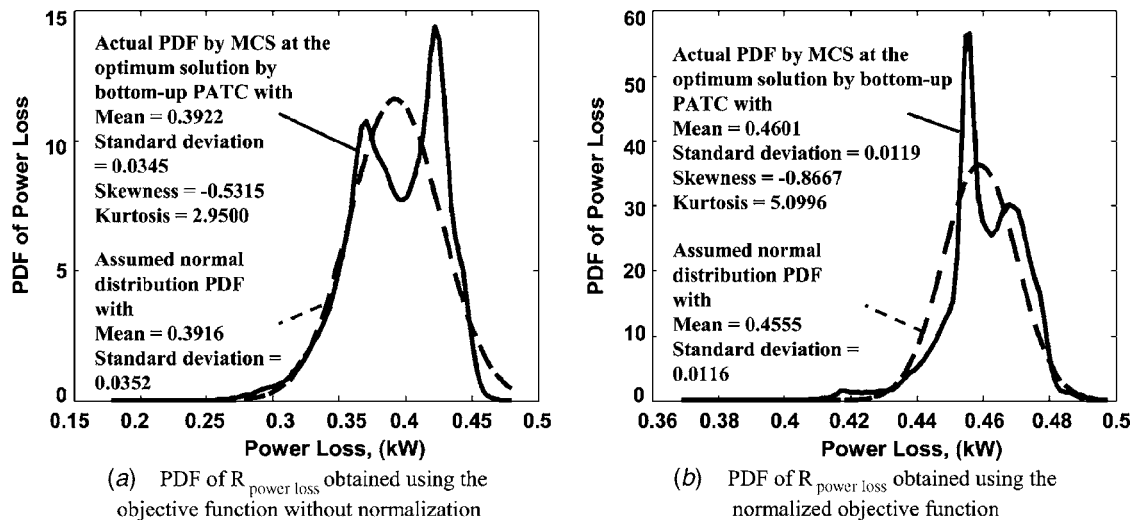 PDF of Power Loss
15
10
5
0
Actual PDF by MCS at the
optimum solution by
bottom-up PATC with
Mean = 0.3922
Standard deviation
= 0.0345
Skewness = -0.5315
Kurtosis = 2.9500
Assumed normal
distribution PDF
with
Mean = 0.3916
Standard deviation =
0.0352
0.15 0.2 0.25 0.3 0.35 0.4 0.45 0.5
Power Loss, (kW)
(a) PDF of R power loss obtained using the
objective function without normalization
PDF of Power Loss
60
50
40
30
20
10
0
Actual PDF by MCS at the
optimum solution by bottom-up
PATC with
Mean = 0.4601
Standard deviation = 0.0119
Skewness = -0.8667
Kurtosis = 5.0996
Assumed normal
distribution PDF
with
Mean = 0.4555
Standard deviation =
0.0116
0.36 0.38 0.4 0.42 0.44 0.46 0.48 0.5
Power Loss, (kW)
(b) PDF of R power loss obtained using the
normalized objective function